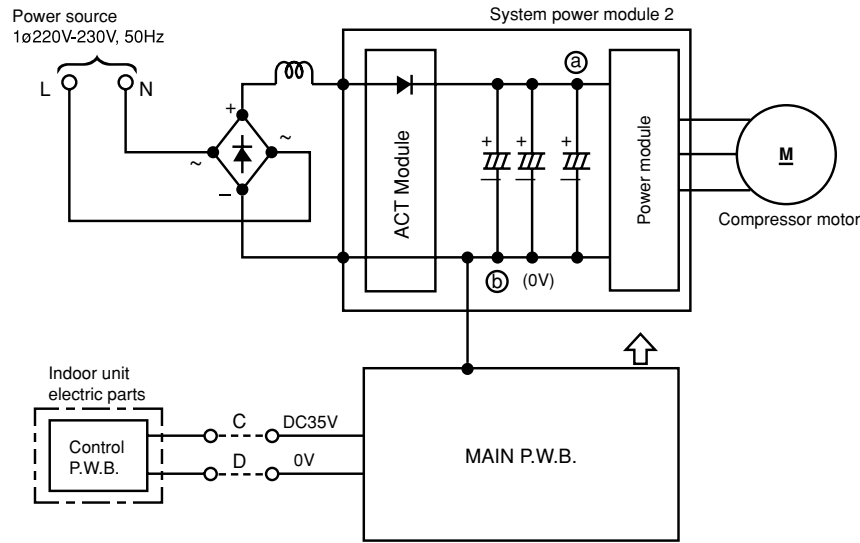 Power source
1ø220V-230V, 50Hz
L
N
System power module 2
+
~
~
−
ACT Module
ⓐ
+
+
+
Power module
M
Compressor motor
ⓑ
(0V)
Indoor unit
electric parts
Control
P.W.B.
C
DC35V
D
0V
MAIN P.W.B.